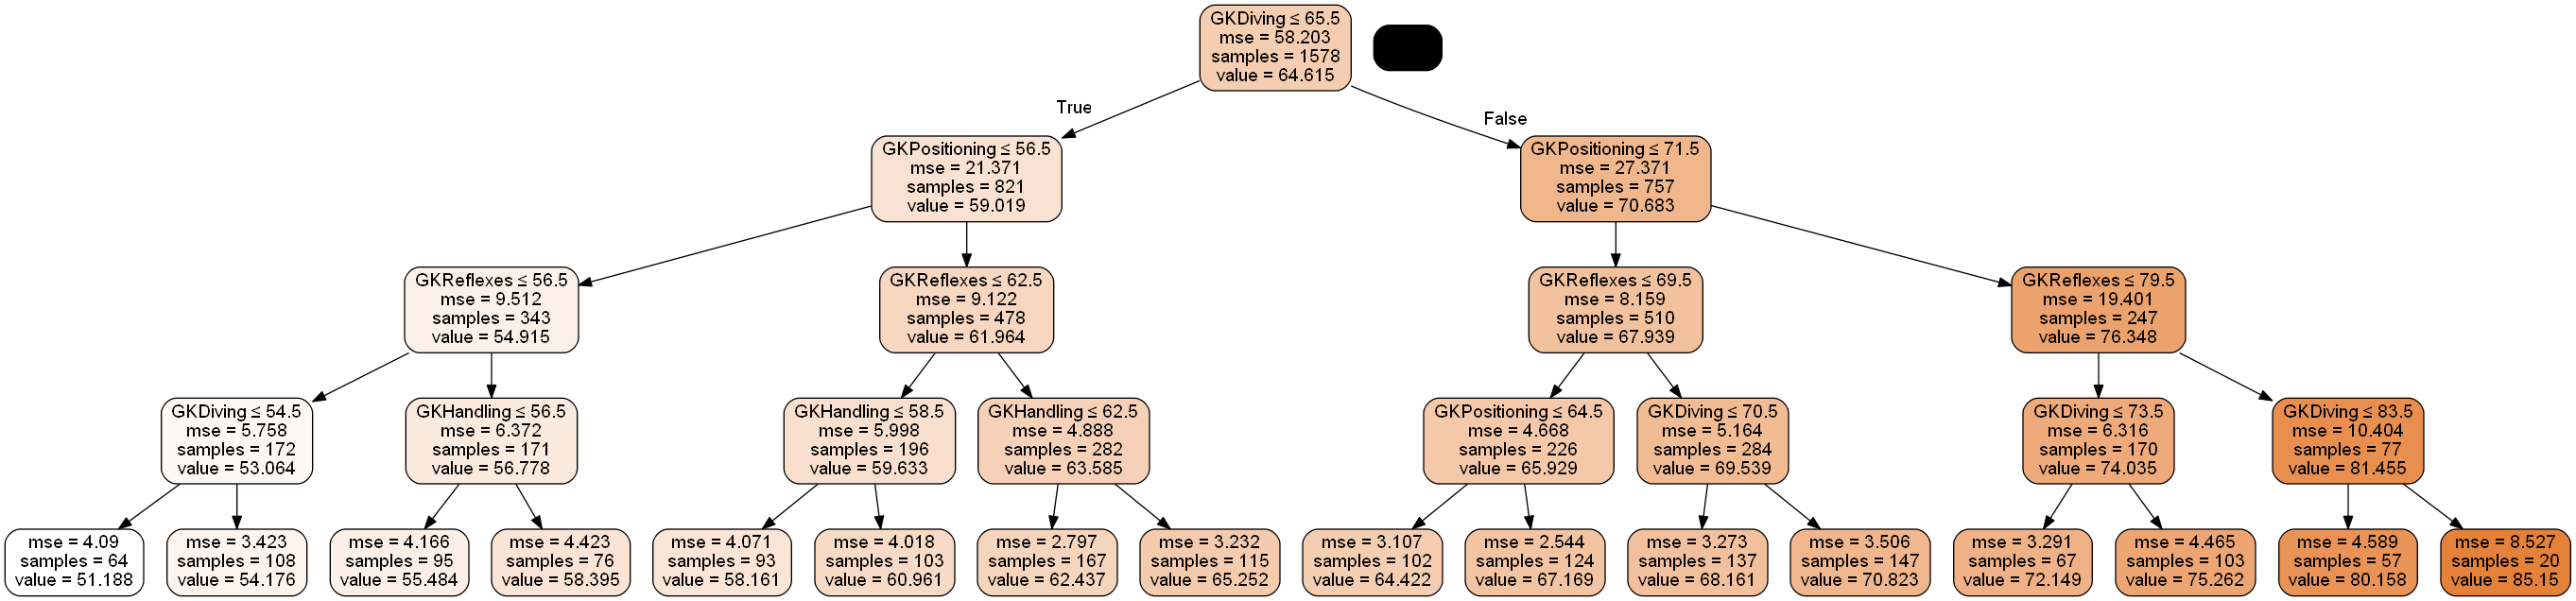 GKDiving ≤ 65.5
mse = 58.203
samples = 1578
value = 64.615
True
False
GKPositioning ≤ 56.5
mse = 21.371
samples = 821
value = 59.019
GKPositioning ≤ 71.5
mse = 27.371
samples = 757
value = 70.683
GKReflexes ≤ 56.5
mse = 9.512
samples = 343
value = 54.915
GKReflexes ≤ 62.5
mse = 9.122
samples = 478
value = 61.964
GKReflexes ≤ 69.5
mse = 8.159
samples = 510
value = 67.939
GKReflexes ≤ 79.5
mse = 19.401
samples = 247
value = 76.348
GKDiving ≤ 54.5
mse = 5.758
samples = 172
value = 53.064
GKHandling ≤ 56.5
mse = 6.372
samples = 171
value = 56.778
GKHandling ≤ 58.5
mse = 5.998
samples = 196
value = 59.633
GKHandling ≤ 62.5
mse = 4.888
samples = 282
value = 63.585
GKPositioning ≤ 64.5
mse = 4.668
samples = 226
value = 65.929
GKDiving ≤ 70.5
mse = 5.164
samples = 284
value = 69.539
GKDiving ≤ 73.5
mse = 6.316
samples = 170
value = 74.035
GKDiving ≤ 83.5
mse = 10.404
samples = 77
value = 81.455
mse = 4.09
samples = 64
value = 51.188
mse = 3.423
samples = 108
value = 54.176
mse = 4.166
samples = 95
value = 55.484
mse = 4.423
samples = 76
value = 58.395
mse = 4.071
samples = 93
value = 58.161
mse = 4.018
samples = 103
value = 60.961
mse = 2.797
samples = 167
value = 62.437
mse = 3.232
samples = 115
value = 65.252
mse = 3.107
samples = 102
value = 64.422
mse = 2.544
samples = 124
value = 67.169
mse = 3.273
samples = 137
value = 68.161
mse = 3.506
samples = 147
value = 70.823
mse = 3.291
samples = 67
value = 72.149
mse = 4.465
samples = 103
value = 75.262
mse = 4.589
samples = 57
value = 80.158
mse = 8.527
samples = 20
value = 85.15